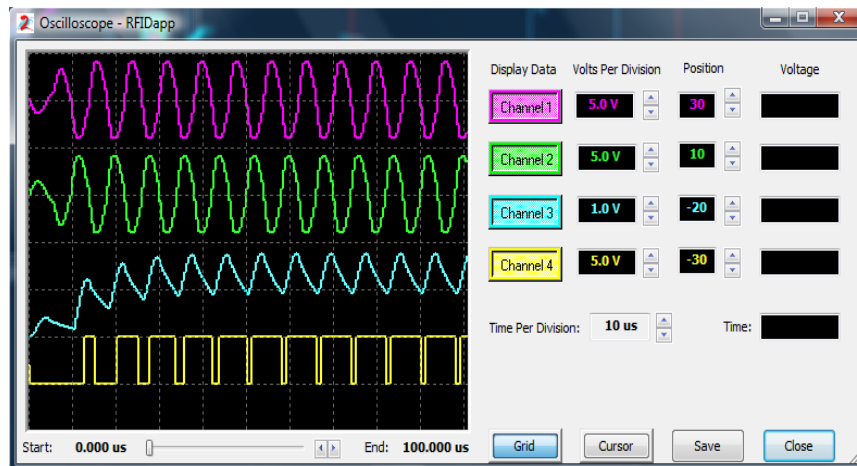 Oscilloscope - RFIDapp
Display Data Volts Per Division Position Voltage
Channel 1 5.0 V 30
Channel 2 5.0 V 10
Channel 3 1.0 V -20
Channel 4 5.0 V -30
Time Per Division: 10 us Time:
Start: 0.000 us End: 100.000 us Grid Cursor Save Close